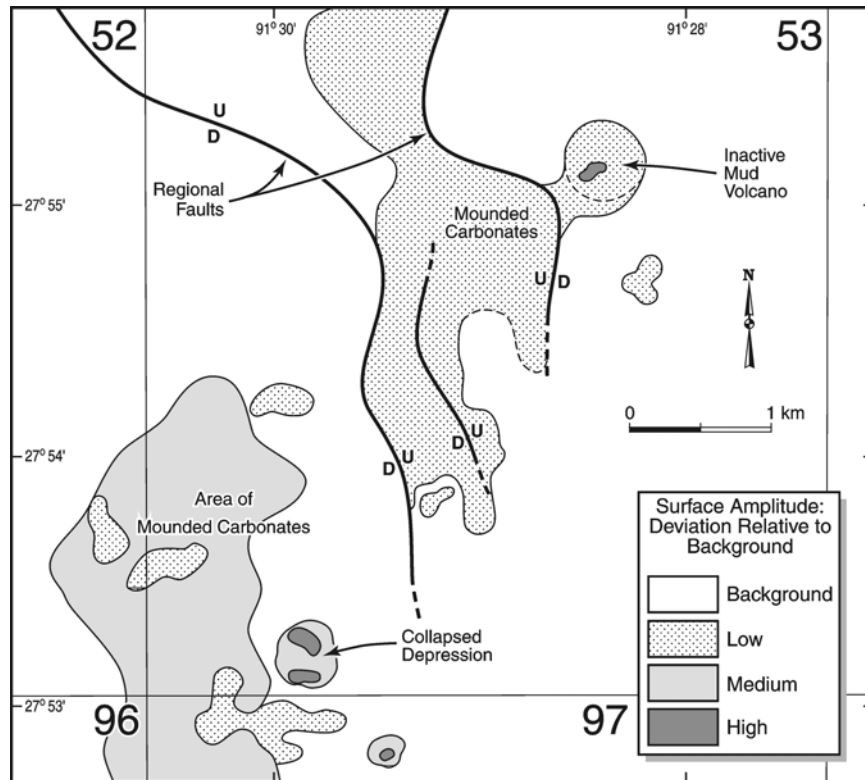 52
91° 30'
91° 28'
53
U
D
Regional
Faults
Inactive
Mud
Volcano
27° 55'
Mounded
Carbonates
U
D
N
0
1 km
27° 54'
U
D
U
D
Area of
Mounded Carbonates
Collapsed
Depression
27° 53'
96
97
Surface Amplitude:
Deviation Relative to
Background
Background
Low
Medium
High